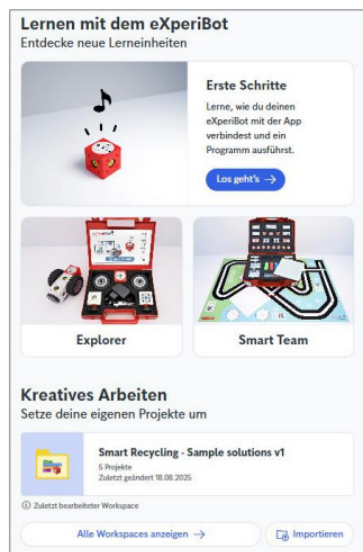 Lernen mit dem eXperiBot
Entdecke neue Lerneinheiten
Erste Schritte
Lerne, wie du deinen
eXperiBot mit der App
verbindest und ein
Programm ausführst.
Los geht's →
Explorer
Smart Team
Kreatives Arbeiten
Setze deine eigenen Projekte um
Smart Recycling - Sample solutions v1
5 Projekte
Zuletzt geändert 18.08.2025
Zuletzt bearbeiteter Workspace
Alle Workspaces anzeigen →
Importieren